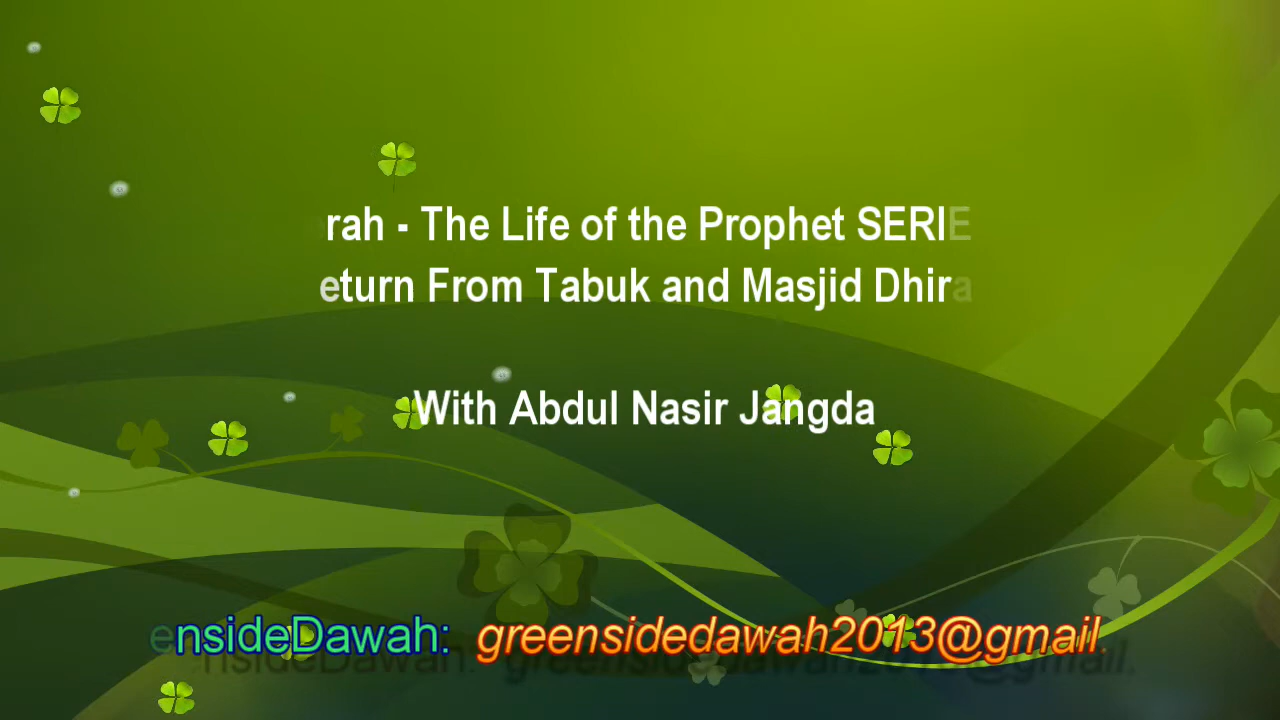 rah - The Life of the Prophet SERIE
eturn From Tabuk and Masjid Dhira
With Abdul Nasir Jangda
ensideDawah: greensidedawah2013@gmail.